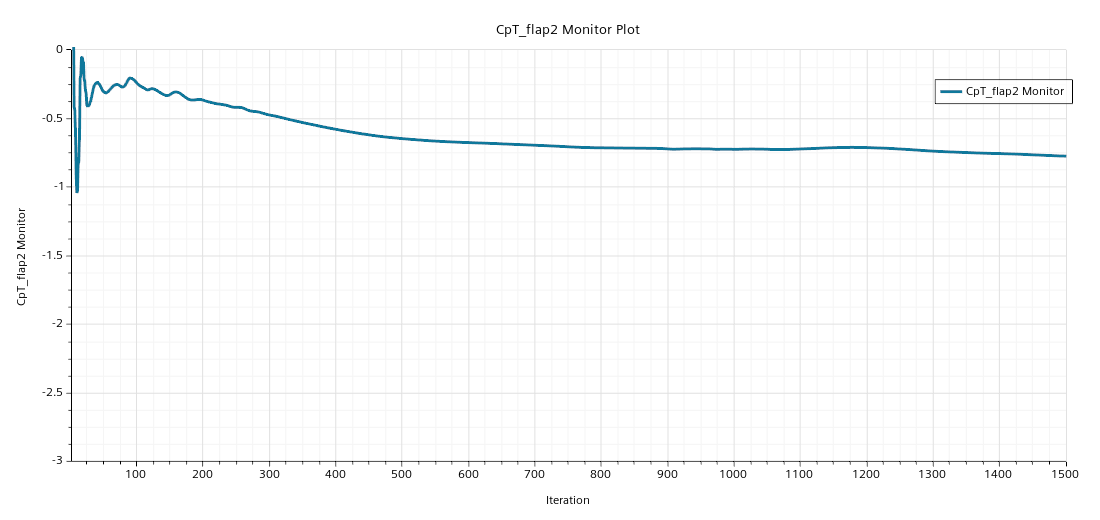 CpT_flap2 Monitor Plot
CpT_flap2 Monitor
0
-0.5
-1
-1.5
-2
-2.5
-3
CpT_flap2 Monitor
100 200 300 400 500 600 700 800 900 1000 1100 1200 1300 1400 1500
Iteration